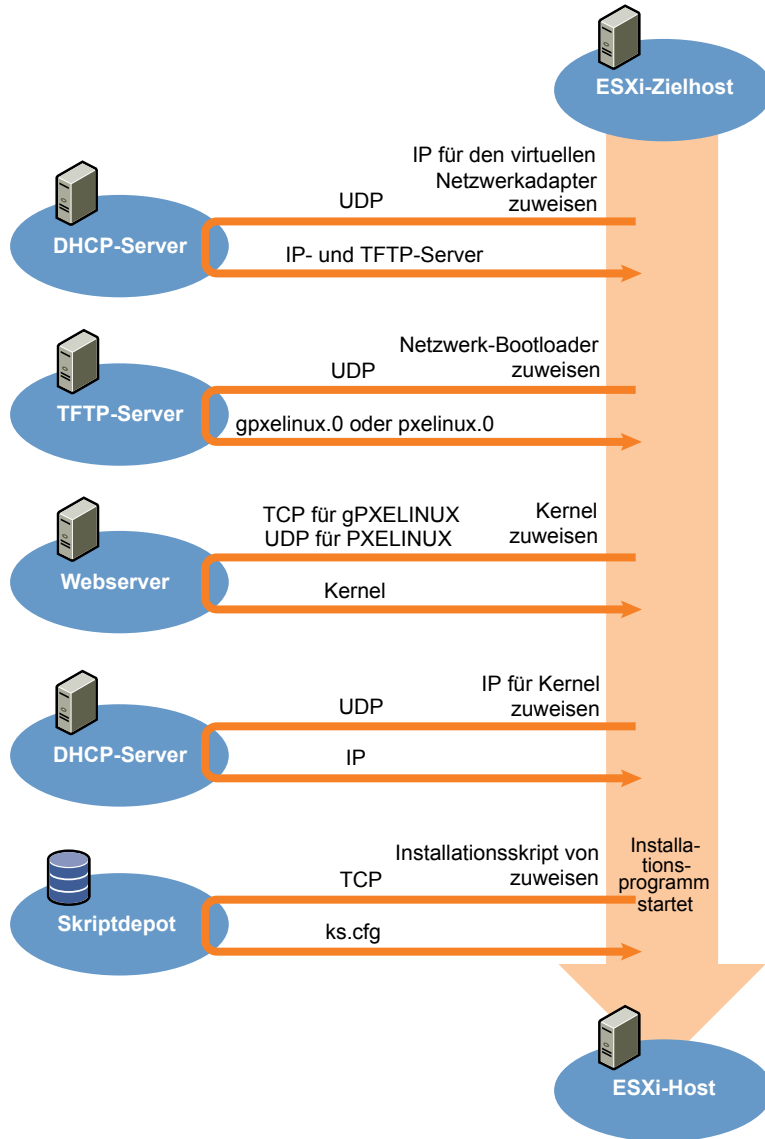 ESXi-Zielhost
IP für den virtuellen
Netzwerkadapter
zuweisen
UDP
DHCP-Server
IP- und TFTP-Server
Netzwerk-Bootloader
zuweisen
UDP
TFTP-Server
gpxelinux.0 oder pxelinux.0
TCP für gPXELINUX
UDP für PXELINUX
Kernel
zuweisen
Webserver
Kernel
IP für Kernel
zuweisen
UDP
DHCP-Server
IP
Installationsskript von
zuweisen
TCP
Installa-
tions-
programm
startet
Skriptdepot
ks.cfg
ESXi-Host